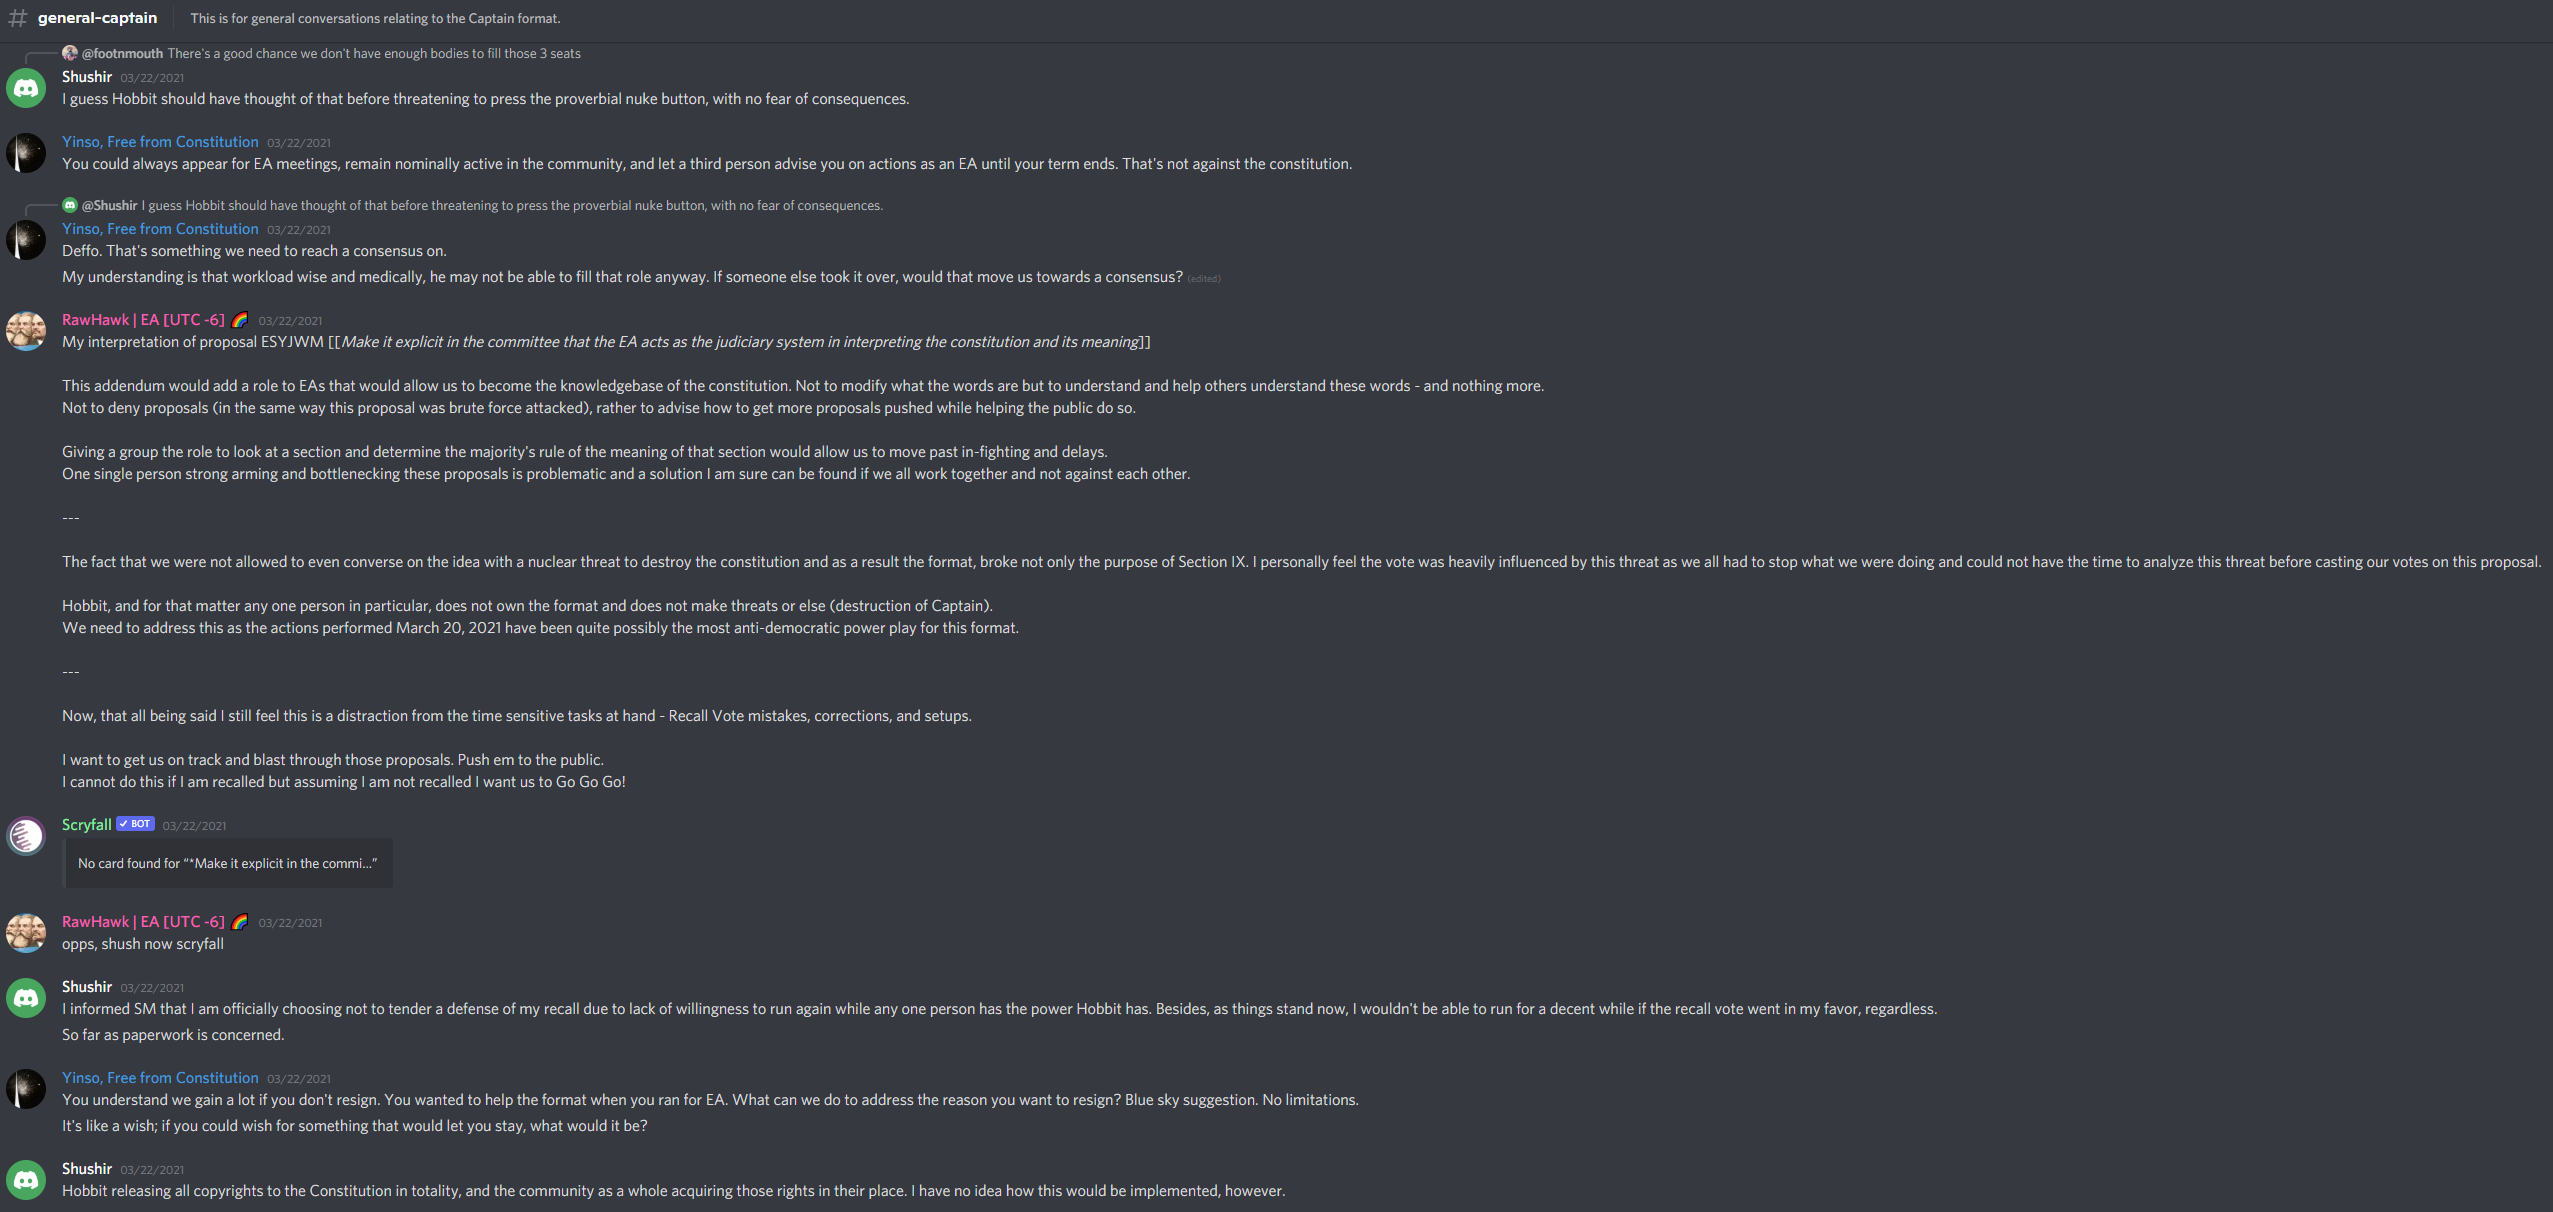 # general-captain This is for general conversations relating to the Captain format.
@footnmouth There's a good chance we don't have enough bodies to fill those 3 seats
Shushir 03/22/2021
I guess Hobbit should have thought of that before threatening to press the proverbial nuke button, with no fear of consequences.
Yinso, Free from Constitution 03/22/2021
You could always appear for EA meetings, remain nominally active in the community, and let a third person advise you on actions as an EA until your term ends. That's not against the constitution.
@Shushir I guess Hobbit should have thought of that before threatening to press the proverbial nuke button, with no fear of consequences.
Yinso, Free from Constitution 03/22/2021
Deffo. That's something we need to reach a consensus on.
My understanding is that workload wise and medically, he may not be able to fill that role anyway. If someone else took it over, would that move us towards a consensus? (edited)
RawHawk | EA [UTC -6] 🌈 03/22/2021
My interpretation of proposal ESYJWM [[Make it explicit in the committee that the EA acts as the judiciary system in interpreting the constitution and its meaning]]
This addendum would add a role to EAs that would allow us to become the knowledgebase of the constitution. Not to modify what the words are but to understand and help others understand these words - and nothing more.
Not to deny proposals (in the same way this proposal was brute force attacked), rather to advise how to get more proposals pushed while helping the public do so.
Giving a group the role to look at a section and determine the majority's rule of the meaning of that section would allow us to move past in-fighting and delays.
One single person strong arming and bottlenecking these proposals is problematic and a solution I am sure can be found if we all work together and not against each other.
---
The fact that we were not allowed to even converse on the idea with a nuclear threat to destroy the constitution and as a result the format, broke not only the purpose of Section IX. I personally feel the vote was heavily influenced by this threat as we all had to stop what we were doing and could not have the time to analyze this threat before casting our votes on this proposal.
Hobbit, and for that matter any one person in particular, does not own the format and does not make threats or else (destruction of Captain).
We need to address this as the actions performed March 20, 2021 have been quite possibly the most anti-democratic power play for this format.
---
Now, that all being said I still feel this is a distraction from the time sensitive tasks at hand - Recall Vote mistakes, corrections, and setups.
I want to get us on track and blast through those proposals. Push em to the public.
I cannot do this if I am recalled but assuming I am not recalled I want us to Go Go Go!
Scryfall ✓ BOT 03/22/2021
No card found for “*Make it explicit in the commi...”
RawHawk | EA [UTC -6] 🌈 03/22/2021
opps, shush now scryfall
Shushir 03/22/2021
I informed SM that I am officially choosing not to tender a defense of my recall due to lack of willingness to run again while any one person has the power Hobbit has. Besides, as things stand now, I wouldn't be able to run for a decent while if the recall vote went in my favor, regardless.
So far as paperwork is concerned.
Yinso, Free from Constitution 03/22/2021
You understand we gain a lot if you don't resign. You wanted to help the format when you ran for EA. What can we do to address the reason you want to resign? Blue sky suggestion. No limitations.
It's like a wish; if you could wish for something that would let you stay, what would it be?
Shushir 03/22/2021
Hobbit releasing all copyrights to the Constitution in totality, and the community as a whole acquiring those rights in their place. I have no idea how this would be implemented, however.